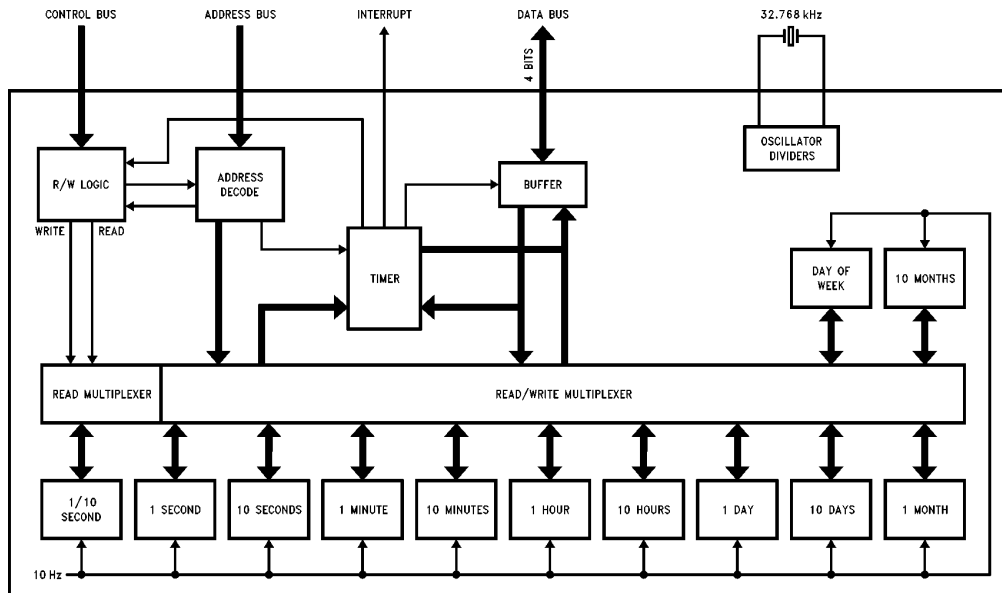 CONTROL BUS
ADDRESS BUS
INTERRUPT
DATA BUS
32.768 kHz
4 BITS
OSCILLATOR
DIVIDERS
R/W LOGIC
ADDRESS
DECODE
BUFFER
WRITE
READ
TIMER
DAY OF
WEEK
10 MONTHS
READ MULTIPLEXER
READ/WRITE MULTIPLEXER
1/10
SECOND
1 SECOND
10 SECONDS
1 MINUTE
10 MINUTES
1 HOUR
10 HOURS
1 DAY
10 DAYS
1 MONTH
10 Hz